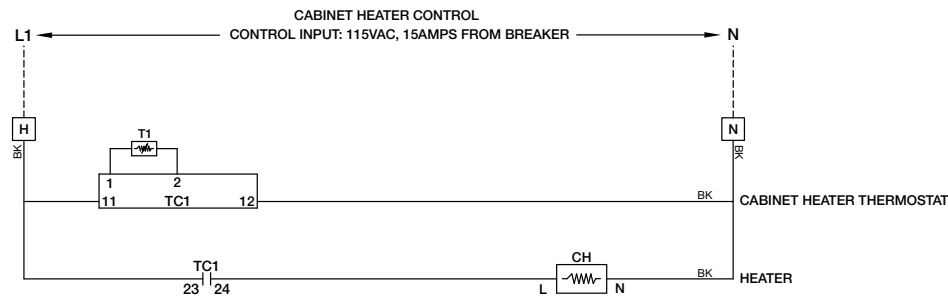 CABINET HEATER CONTROL
L1 CONTROL INPUT: 115VAC, 15AMPS FROM BREAKER N
H N
BK BK
T1
1 2
11 TC1 12 BK CABINET HEATER THERMOSTAT
TC1 CH
23 24 L N BK HEATER